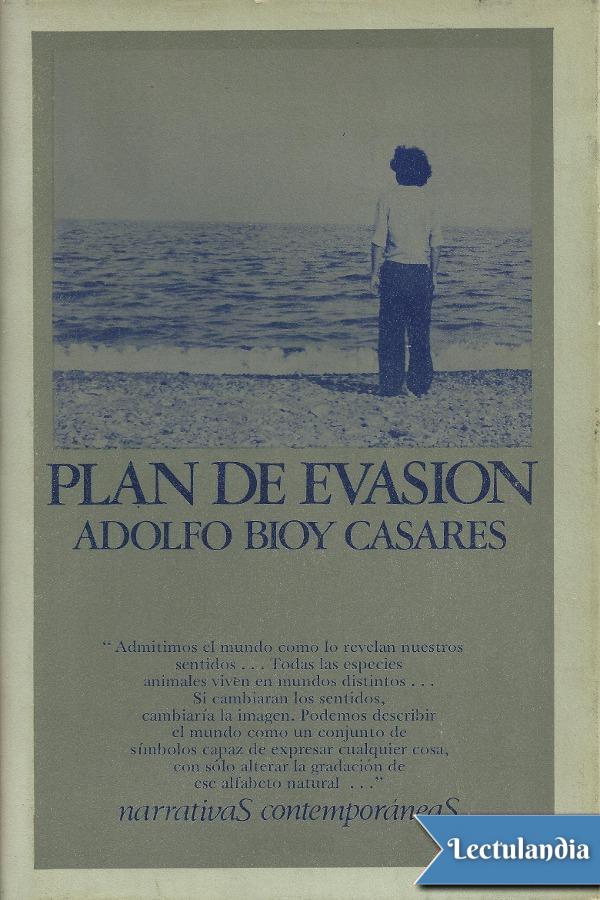 PLAN DE EVASION
ADOLFO BIOY CASARES
“Admitimos el mundo como lo revelan nuestros
sentidos . . . Todas las especies
animales viven en mundos distintos . . .
Si cambiaran los sentidos,
cambiaría la imagen. Podemos describir
el mundo como un conjunto de
símbolos capaz de expresar cualquier cosa,
con sólo alterar la gradación de
ese alfabeto natural . . .”
narrativaS contemporáneaS
Lectulandia